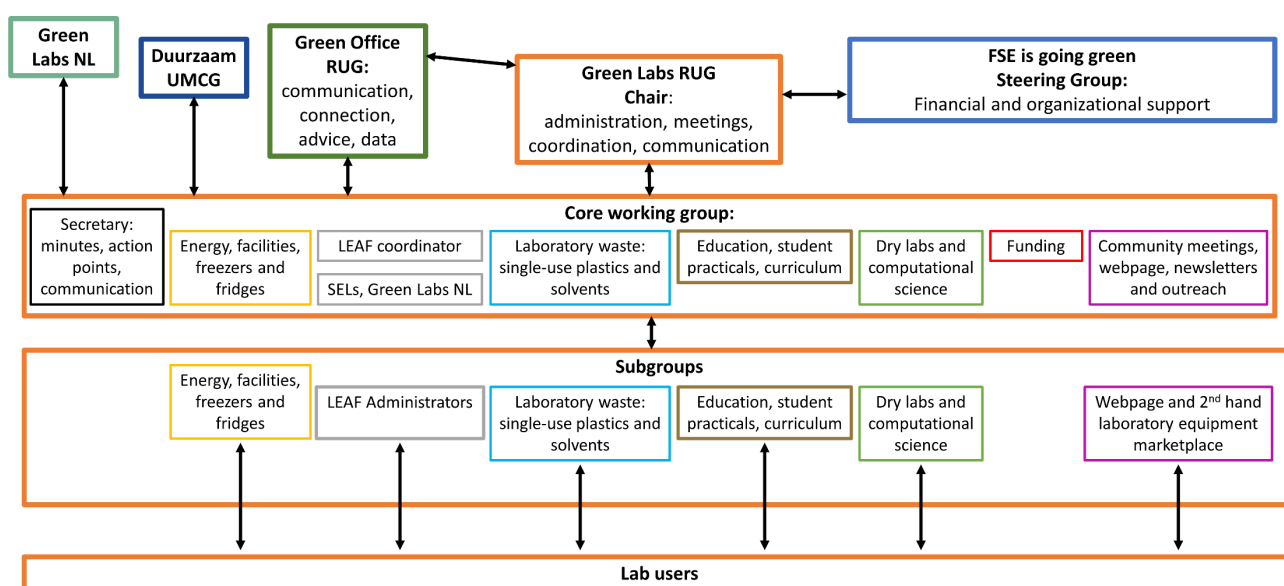 Green
Labs NL
Duurzaam
UMCG
Green Office
RUG:
communication,
connection,
advice, data
Green Labs RUG
Chair:
administration, meetings,
coordination, communication
FSE is going green
Steering Group:
Financial and organizational support
Core working group:
Secretary:
minutes, action
points,
communication
Energy, facilities,
freezers and
fridges
LEAF coordinator
SELs, Green Labs NL
Laboratory waste:
single-use plastics and
solvents
Education, student
practicals, curriculum
Dry labs and
computational
science
Funding
Community meetings,
webpage, newsletters
and outreach
Subgroups
Energy, facilities,
freezers and
fridges
LEAF Administrators
Laboratory waste:
single-use plastics and
solvents
Education, student
practicals, curriculum
Dry labs and
computational
science
Webpage and 2nd hand
laboratory equipment
marketplace
Lab users